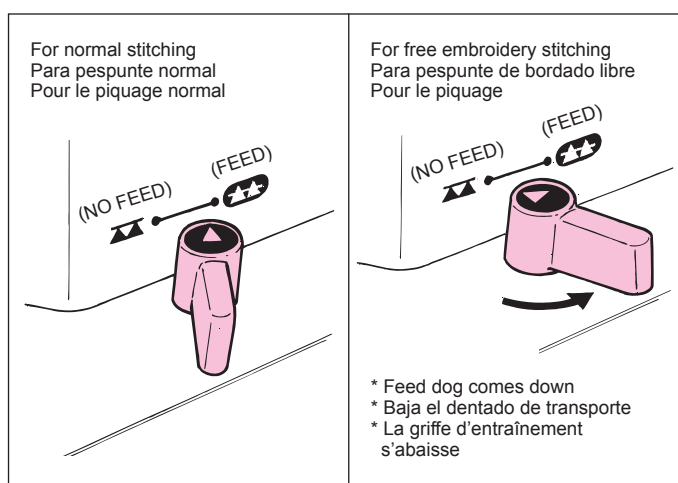 For normal stitching
Para pespunte normal
Pour le piquage normal
(FEED)
(NO FEED)
For free embroidery stitching
Para pespunte de bordado libre
Pour le piquage
(FEED)
(NO FEED)
* Feed dog comes down
* Baja el dentado de transporte
* La griffe d’entraînement
s’abaisse